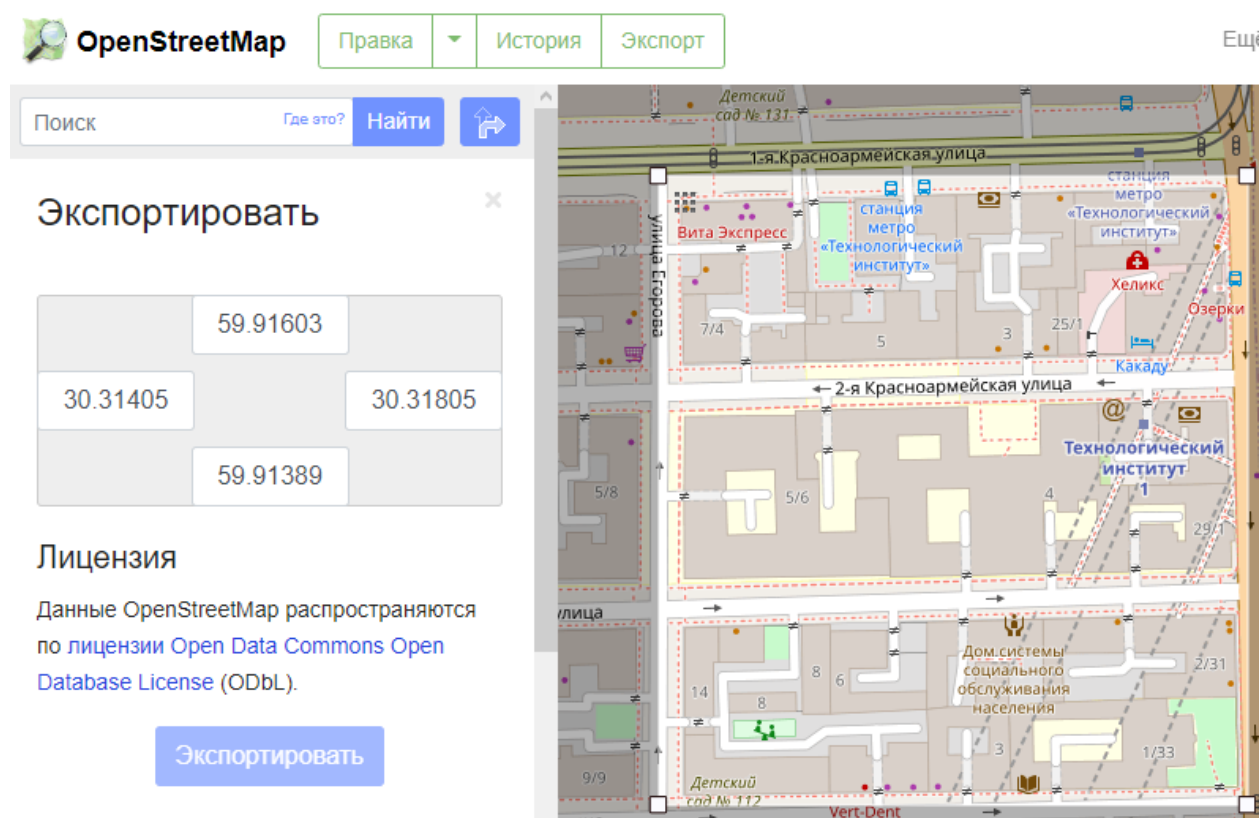 OpenStreetMap
Правка
История
Экспорт
Ещё
Поиск
Где это?
Найти
Экспортировать
59.91603
30.31405
30.31805
59.91389
Лицензия
Данные OpenStreetMap распространяются
по лицензии Open Data Commons Open
Database License (ODbL).
Экспортировать
Детский
сад № 131
1-я Красноармейская улица
станция
метро
«Технологический
институт»
Вита Экспресс
станция
метро
«Технологический
институт»
улица Егорова
12
Хеликс
Озерки
7/4
5
3
25/1
Какаду
2-я Красноармейская улица
@
Технологический
институт
1
5/8
5/6
4
29/1
улица
Дом системы
социального
обслуживания
населения
14
8
8
6
2/31
3
1/33
9/9
Детский
сад № 112
Vert-Dent